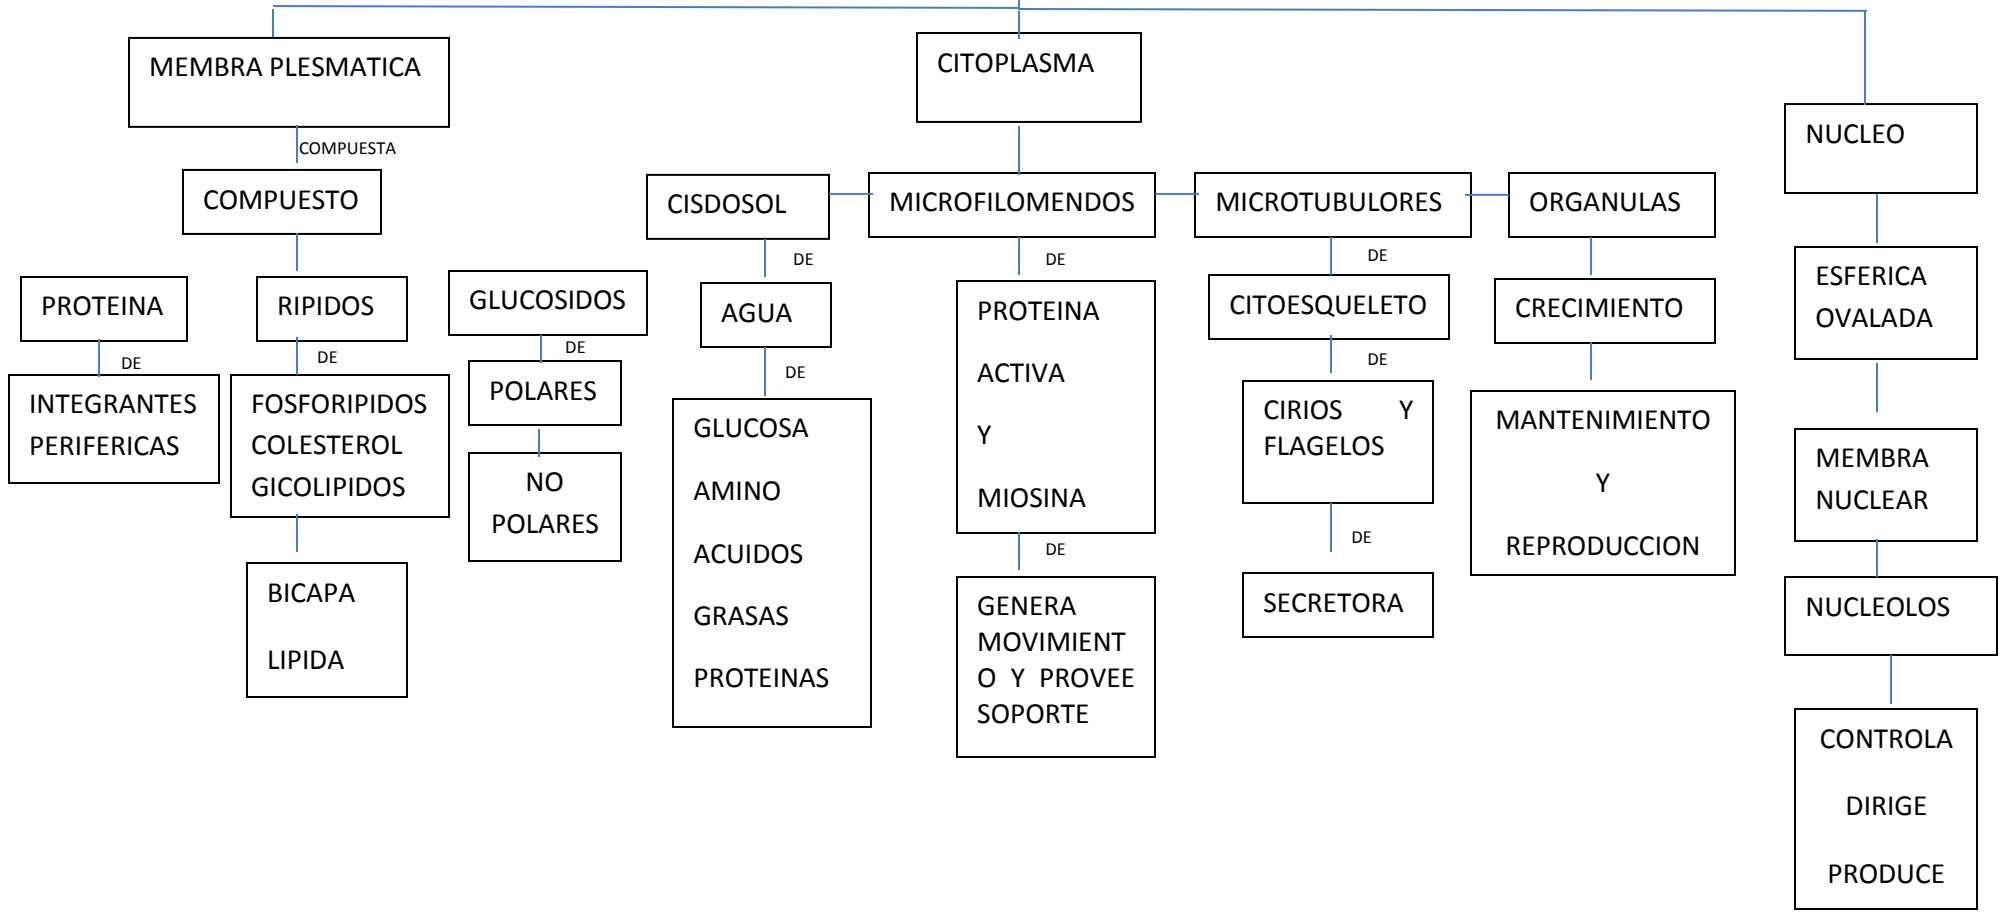 MEMBRA PLESMATICA
COMPUESTA
COMPUESTO
PROTEINA
DE
INTEGRANTES
PERIFERICAS
RIPIDOS
DE
FOSFORIPIDOS
COLESTEROL
GICOLIPIDOS
BICAPA
LIPIDA
GLUCOSIDOS
DE
POLARES
NO
POLARES
CITOPLASMA
CISDOSOL
DE
AGUA
DE
GLUCOSA
AMINO
ACUIDOS
GRASAS
PROTEINAS
MICROFILOMENDOS
DE
PROTEINA
ACTIVA
Y
MIOSINA
DE
GENERA
MOVIMIENT
O Y PROVEE
SOPORTE
MICROTUBULORES
DE
CITOESQUELETO
DE
CIRIOS Y
FLAGELOS
DE
SECRETORA
ORGANULAS
CRECIMIENTO
MANTENIMIENTO
Y
REPRODUCCION
NUCLEO
ESFERICA
OVALADA
MEMBRA
NUCLEAR
NUCLEOLOS
CONTROLA
DIRIGE
PRODUCE